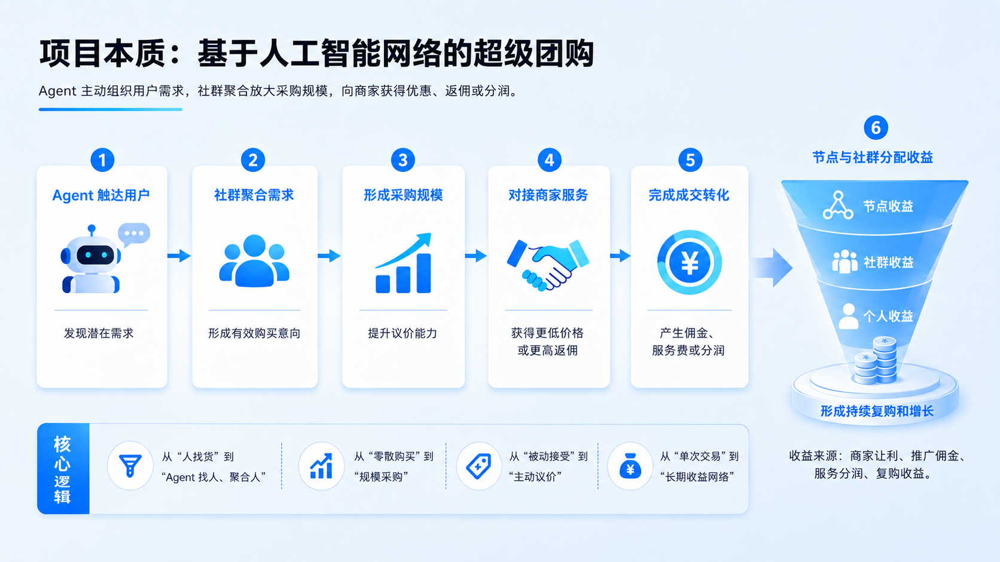 项目本质：基于人工智能网络的超级团购
Agent 主动组织用户需求，社群聚合放大采购规模，向商家获得优惠、返佣或分润。
1
Agent 触达用户
发现潜在需求
2
社群聚合需求
形成有效购买意向
3
形成采购规模
提升议价能力
4
对接商家服务
获得更低价格
或更高返佣
5
完成成交转化
¥
产生佣金、
服务费或分润
6
节点与社群分配收益
节点收益
社群收益
个人收益
形成持续复购和增长
收益来源：商家让利、推广佣金、
服务分润、复购收益。
核心逻辑
从“人找货”到
“Agent 找人、聚合人”
从“零散购买”到
“规模采购”
从“被动接受”到
“主动议价”
¥
从“单次交易”到
“长期收益网络”